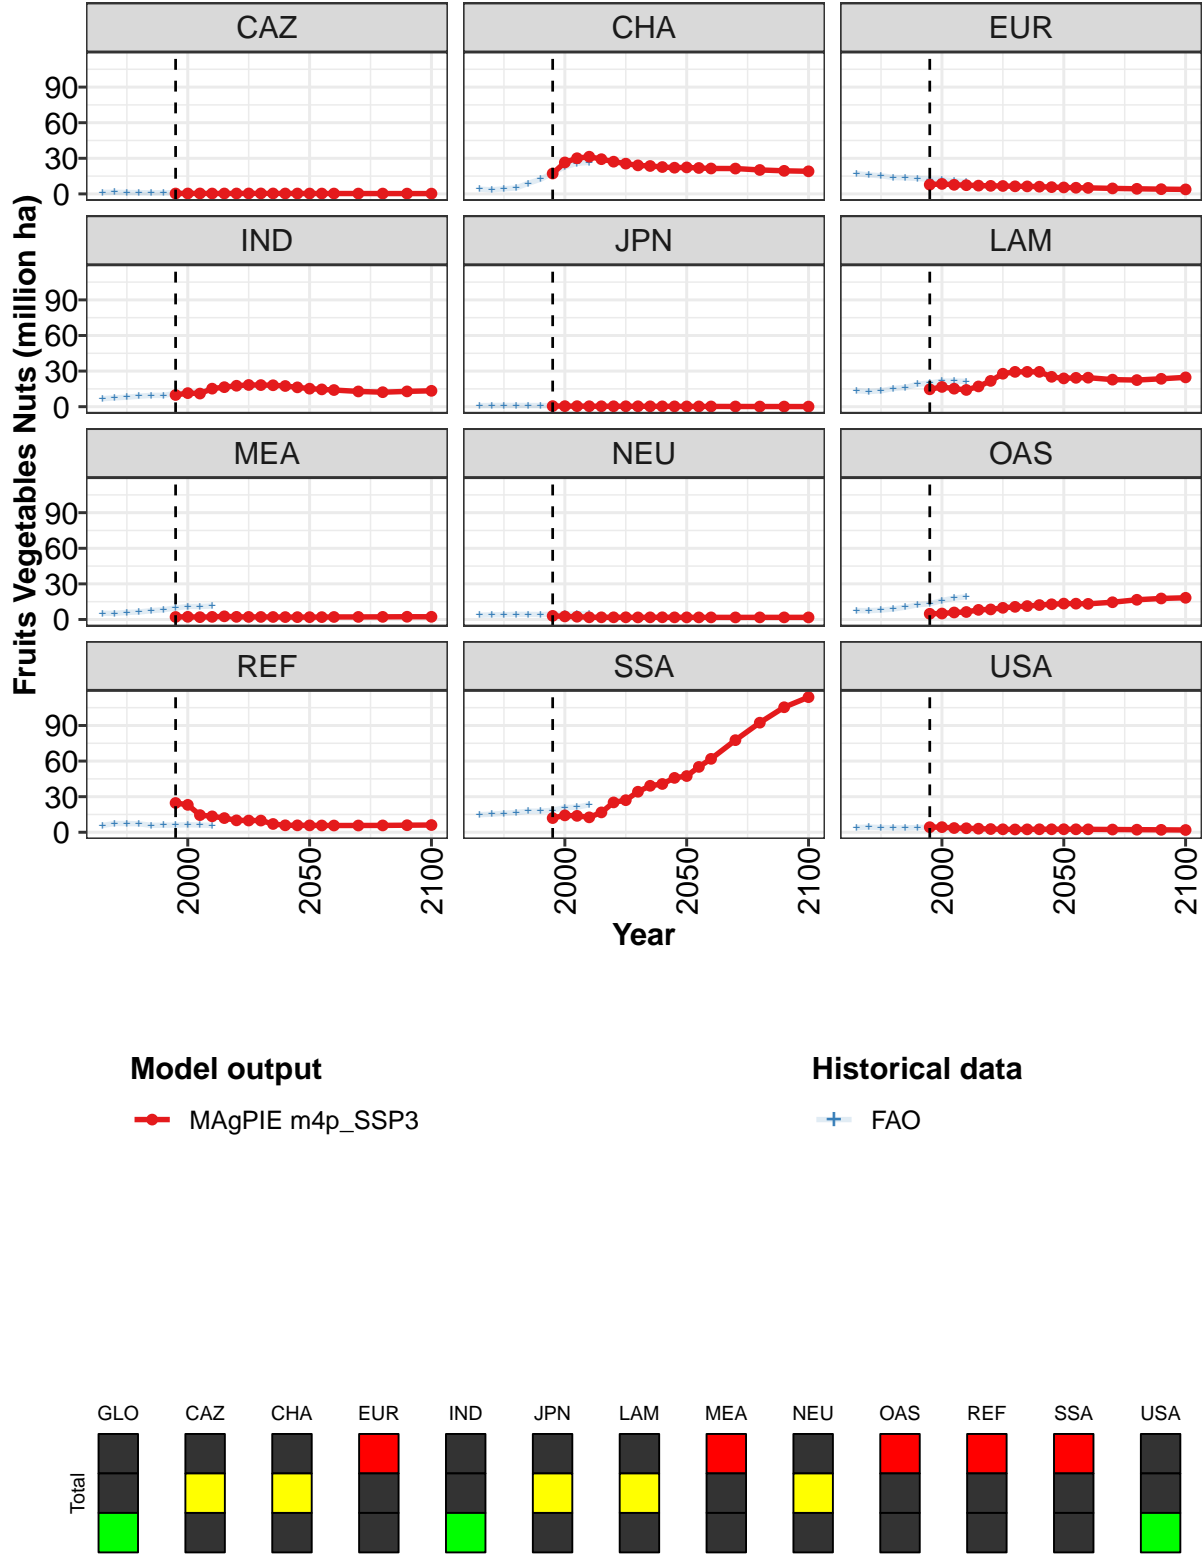 CAZ CHA EUR
90
60
30
0
IND JPN LAM
90
60
30
0
MEA NEU OAS
90
60
30
0
REF SSA USA
90
60
30
0
Fruits Vegetables Nuts (million ha)
2000 2050 2100 2000 2050 2100 2000 2050 2100
Year
Model output Historical data
MAgPIE m4p_SSP3 FAO
GLO CAZ CHA EUR IND JPN LAM MEA NEU OAS REF SSA USA
Total